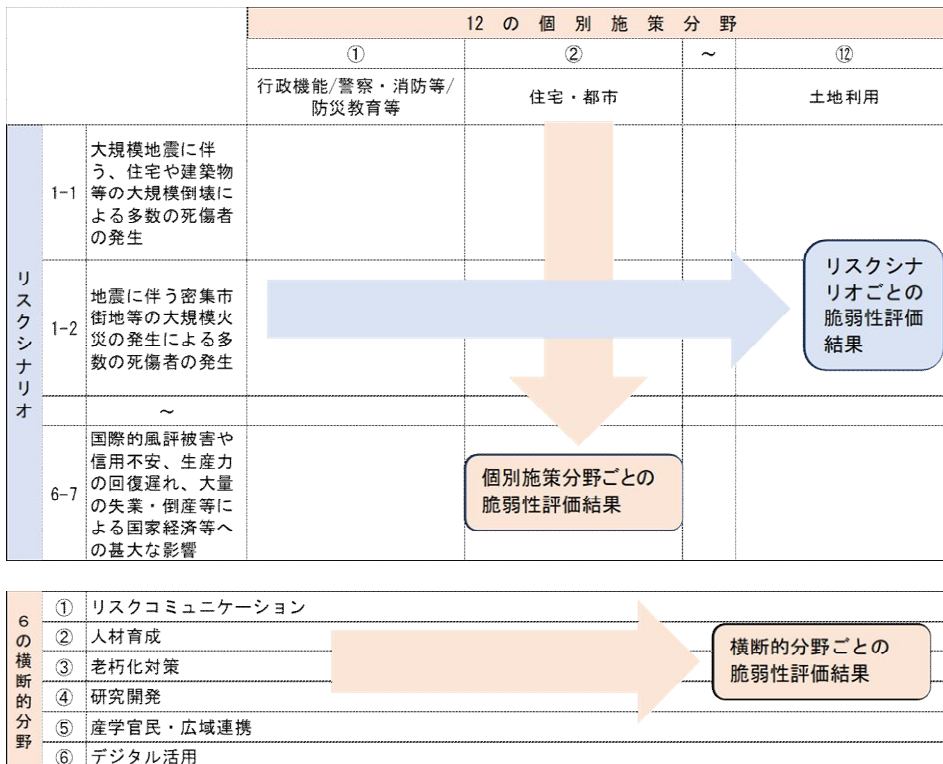 12 の 個 別 施 策 分 野
① ② ～ ⑫
行政機能/警察・消防等/
防災教育等
住宅・都市
土地利用
リスクシナリオ
1-1
大規模地震に伴
う、住宅や建築物
等の大規模倒壊に
よる多数の死傷者
の発生
1-2
地震に伴う密集市
街地等の大規模火
災の発生による多
数の死傷者の発生
リスクシナ
リオごとの
脆弱性評価
結果
～
6-7
国際的風評被害や
信用不安、生産力
の回復遅れ、大量
の失業・倒産等に
よる国家経済等へ
の甚大な影響
個別施策分野ごとの
脆弱性評価結果
6の横断的分野
① リスクコミュニケーション
② 人材育成
③ 老朽化対策
④ 研究開発
⑤ 産学官民・広域連携
⑥ デジタル活用
横断的分野ごとの
脆弱性評価結果